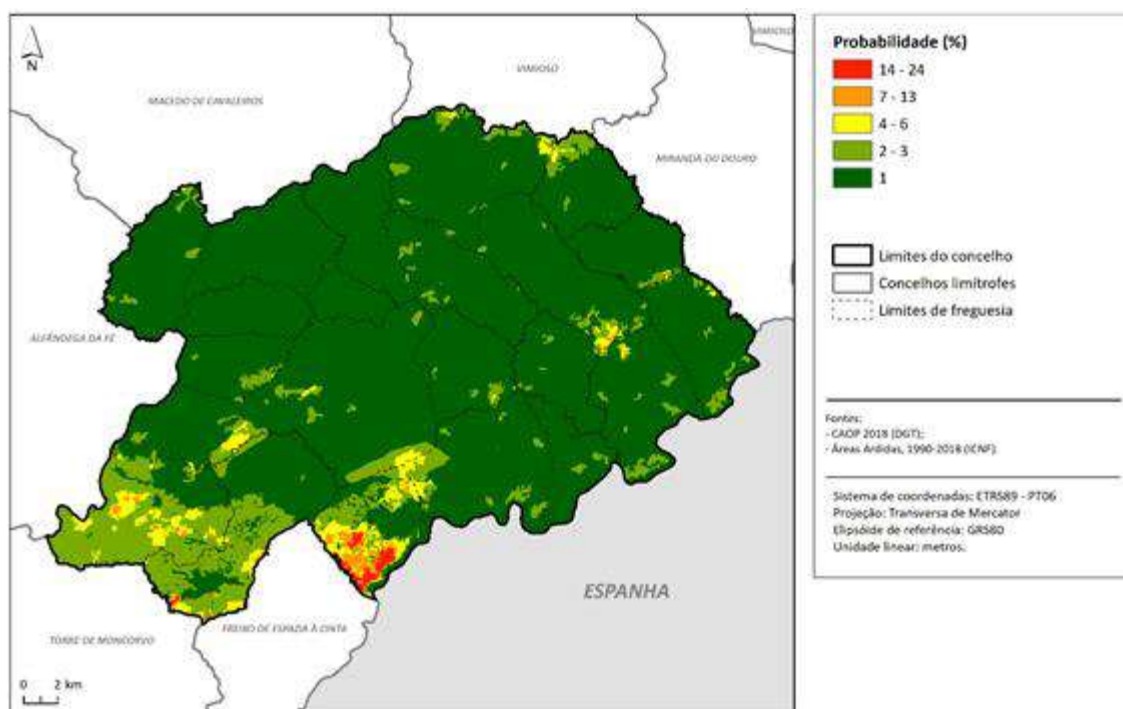 N
MACEDO DE CAVALEIROS
VIMIOSO
VIMIOSO
MIRANDA DO DOURO
ALFÂNDEGA DA FÉ
TORRE DE MONCORVO
FREIXO DE ESPADA À CINTA
ESPANHA
0 2 km
Probabilidade (%)
14 - 24
7 - 13
4 - 6
2 - 3
1
Limites do concelho
Concelhos limítrofes
Limites de freguesia
Fontes:
- CAOP 2018 (DGT);
- Áreas Ardidas, 1990-2018 (ICNF)
Sistema de coordenadas: ETRS89 - PT06
Projeção: Transversa de Mercator
Elipsóide de referência: GRS80
Unidade linear: metros.